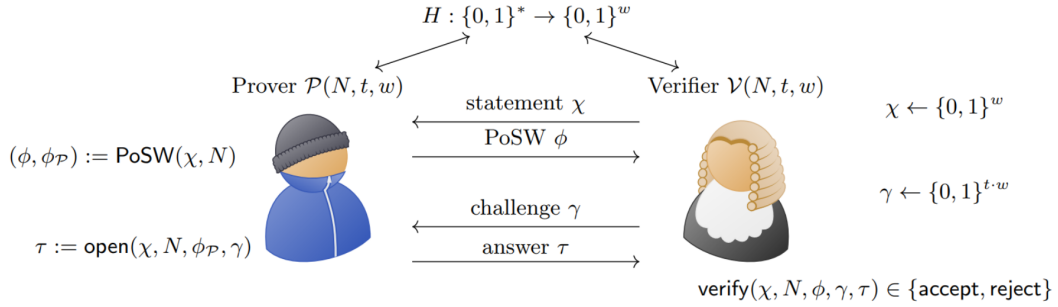 H : {0, 1}* → {0, 1}^w
Prover 𝒫(N, t, w)
Verifier 𝒱(N, t, w)
statement χ
χ ← {0, 1}^w
PoSW ϕ
(ϕ, ϕ_𝒫) := PoSW(χ, N)
challenge γ
γ ← {0, 1}^{t·w}
answer τ
τ := open(χ, N, ϕ_𝒫, γ)
verify(χ, N, ϕ, γ, τ) ∈ {accept, reject}